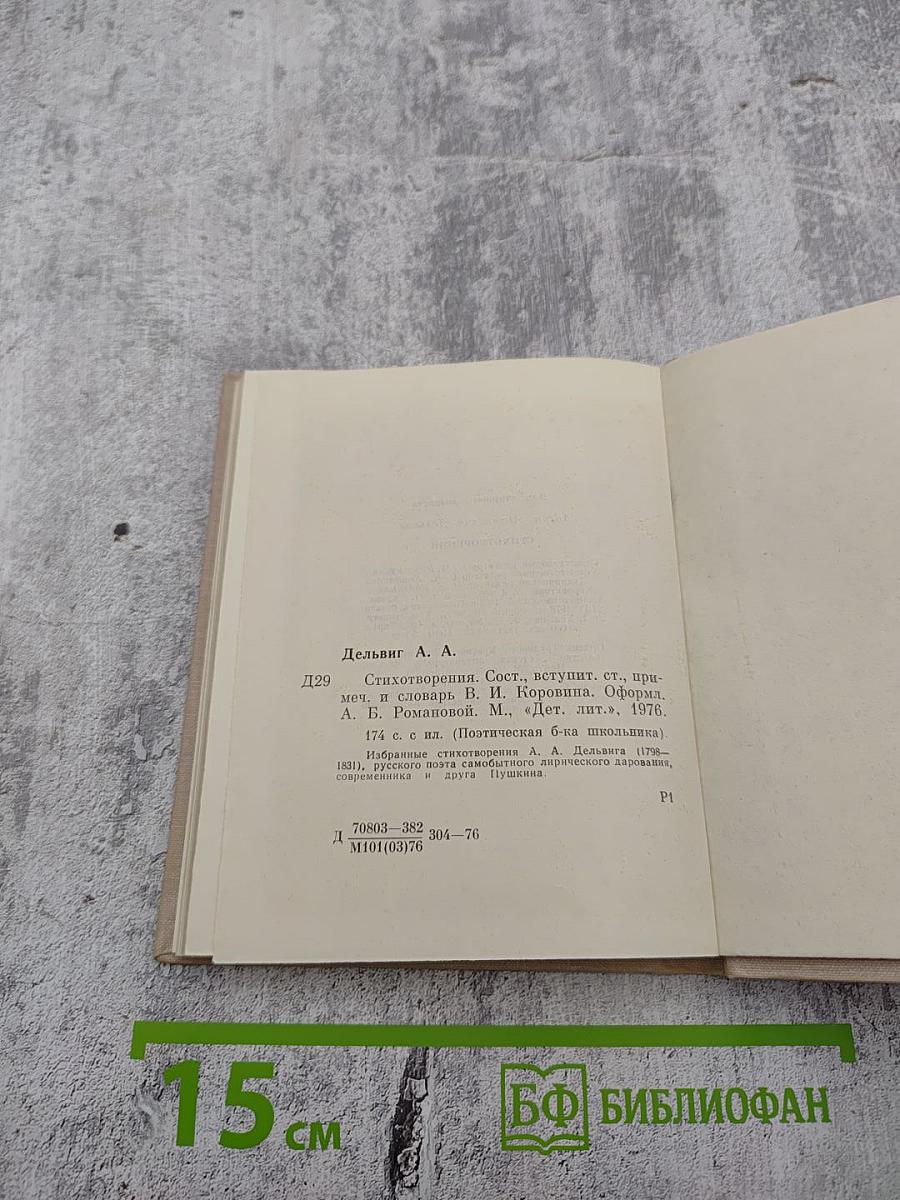 Дельвиг А. А.
Д29 Стихотворения. Сост., вступит. ст., при-
меч. и словарь В. И. Коровина. Оформл.
А. Б. Романовой. М., «Дет. лит.», 1976.
174 с. с ил. (Поэтическая б-ка школьника).
Избранные стихотворения А. А. Дельвига (1798—
1831), русского поэта самобытного лирического дарования,
современника и друга Пушкина.
Р1
Д 70803—382 304—76
М101(03)76
15 см
БФ БИБЛИОФАН